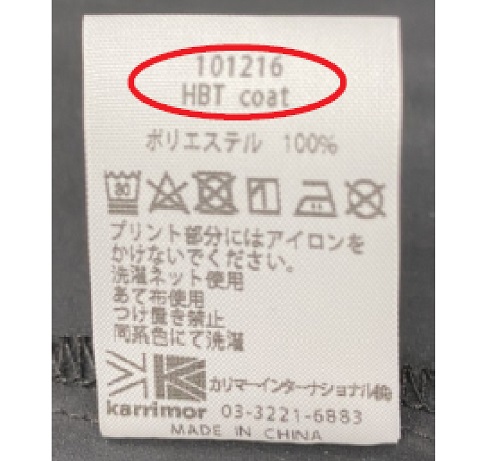 101216
HBT coat
ポリエステル 100%
プリント部分にはアイロンを
かけないでください。
洗濯ネット使用
あて布使用
つけ置き禁止
同系色にて洗濯
カリマーインターナショナル㈱
karrimor 03-3221-6883
MADE IN CHINA